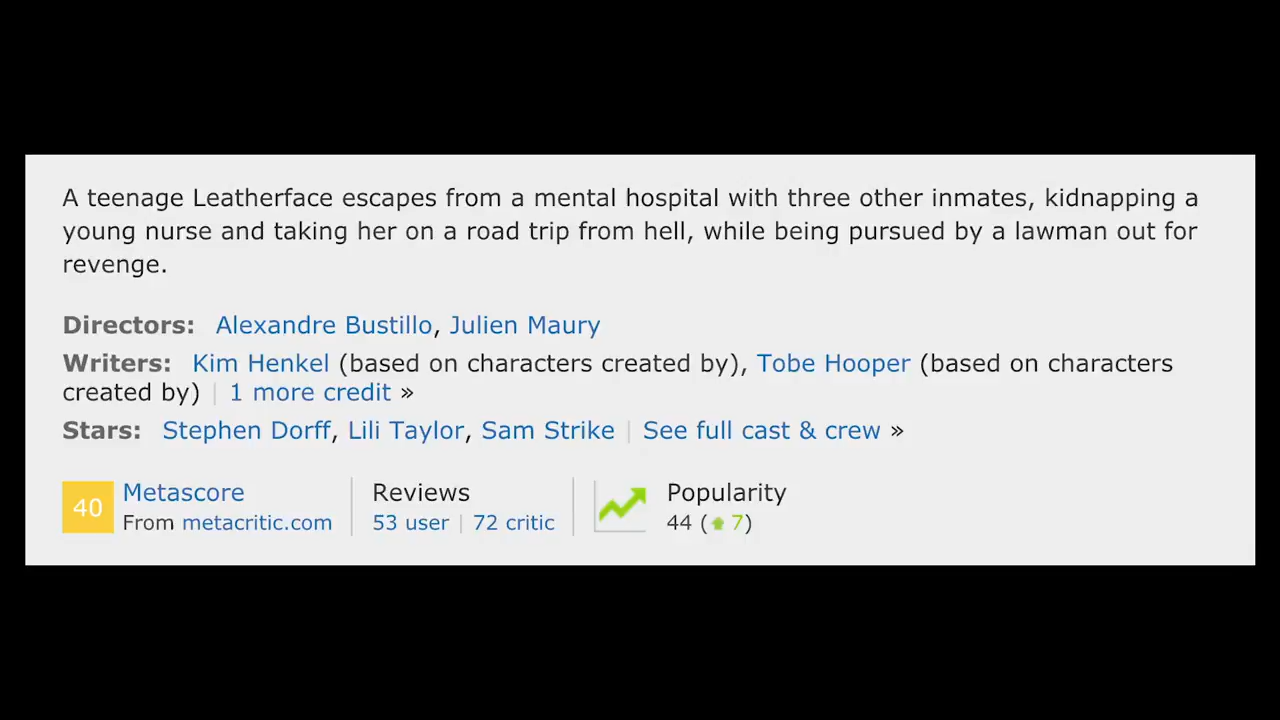 A teenage Leatherface escapes from a mental hospital with three other inmates, kidnapping a
young nurse and taking her on a road trip from hell, while being pursued by a lawman out for
revenge.
Directors: Alexandre Bustillo, Julien Maury
Writers: Kim Henkel (based on characters created by), Tobe Hooper (based on characters
created by) | 1 more credit »
Stars: Stephen Dorff, Lili Taylor, Sam Strike | See full cast & crew »
40 Metascore
From metacritic.com
Reviews
53 user | 72 critic
Popularity
44 (7)